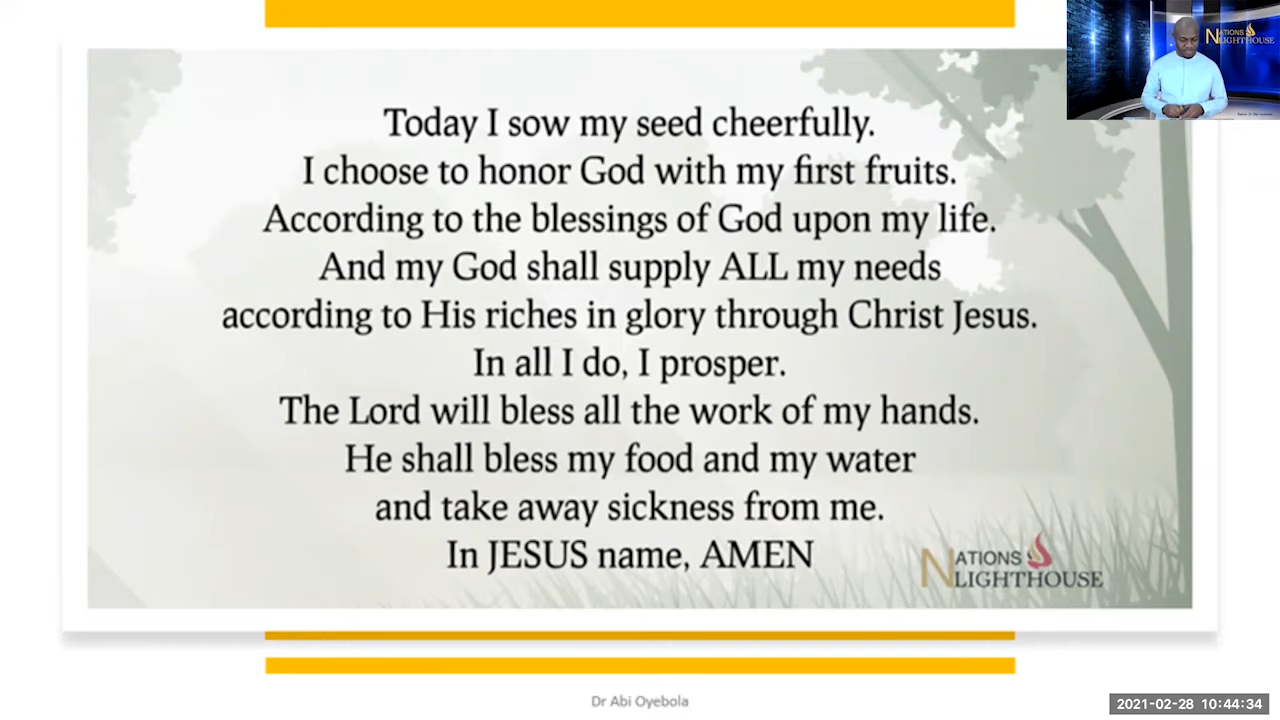 Today I sow my seed cheerfully.
I choose to honor God with my first fruits.
According to the blessings of God upon my life.
And my God shall supply ALL my needs
according to His riches in glory through Christ Jesus.
In all I do, I prosper.
The Lord will bless all the work of my hands.
He shall bless my food and my water
and take away sickness from me.
In JESUS name, AMEN
NATIONS
LIGHTHOUSE
NATIONS
LIGHTHOUSE
Dr Abi Oyebola
2021-02-28 10:44:34